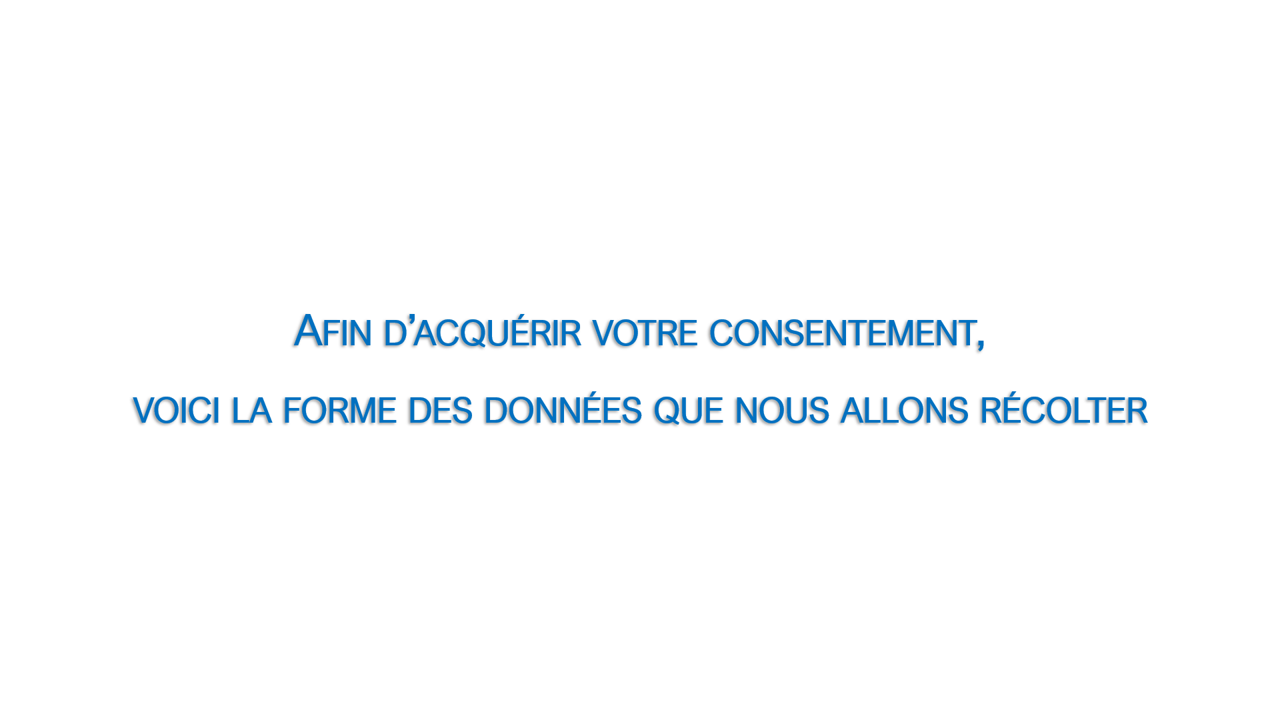 Afin d’acquérir votre consentement,
voici la forme des données que nous allons récolter